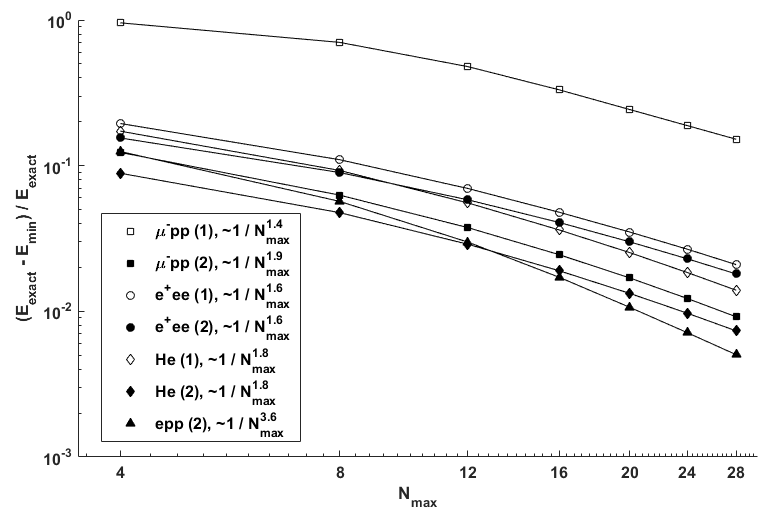 10^0
10^-1
10^-2
10^-3
(E_exact - E_min) / E_exact
μ^-pp (1), ~1 / N_max^1.4
μ^-pp (2), ~1 / N_max^1.9
e^+ee (1), ~1 / N_max^1.6
e^+ee (2), ~1 / N_max^1.6
He (1), ~1 / N_max^1.8
He (2), ~1 / N_max^1.8
epp (2), ~1 / N_max^3.6
4 8 12 16 20 24 28
N_max